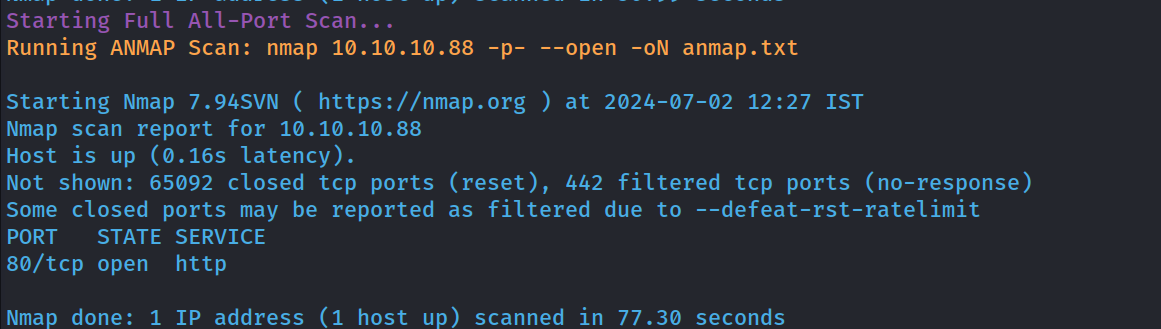 Nmap done: 1 IP address (1 host up) scanned in 50.99 seconds
Starting Full All-Port Scan...
Running ANMAP Scan: nmap 10.10.10.88 -p- --open -oN anmap.txt
Starting Nmap 7.94SVN ( https://nmap.org ) at 2024-07-02 12:27 IST
Nmap scan report for 10.10.10.88
Host is up (0.16s latency).
Not shown: 65092 closed tcp ports (reset), 442 filtered tcp ports (no-response)
Some closed ports may be reported as filtered due to --defeat-rst-ratelimit
PORT   STATE SERVICE
80/tcp open  http
Nmap done: 1 IP address (1 host up) scanned in 77.30 seconds